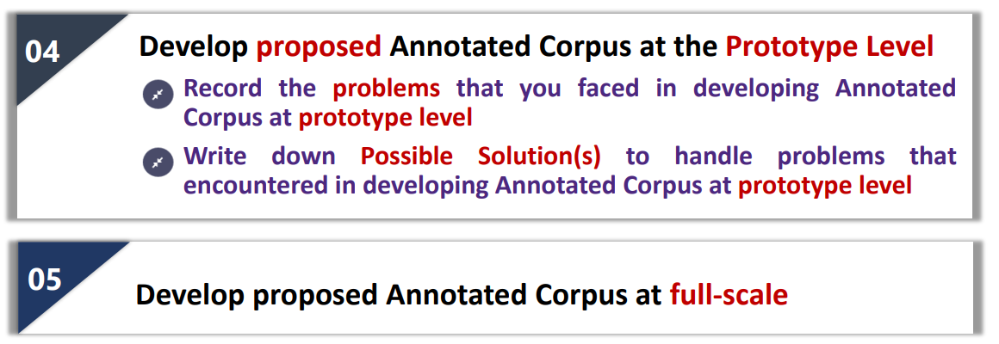 04
Develop proposed Annotated Corpus at the Prototype Level
Record the problems that you faced in developing Annotated
Corpus at prototype level
Write down Possible Solution(s) to handle problems that
encountered in developing Annotated Corpus at prototype level
05
Develop proposed Annotated Corpus at full-scale